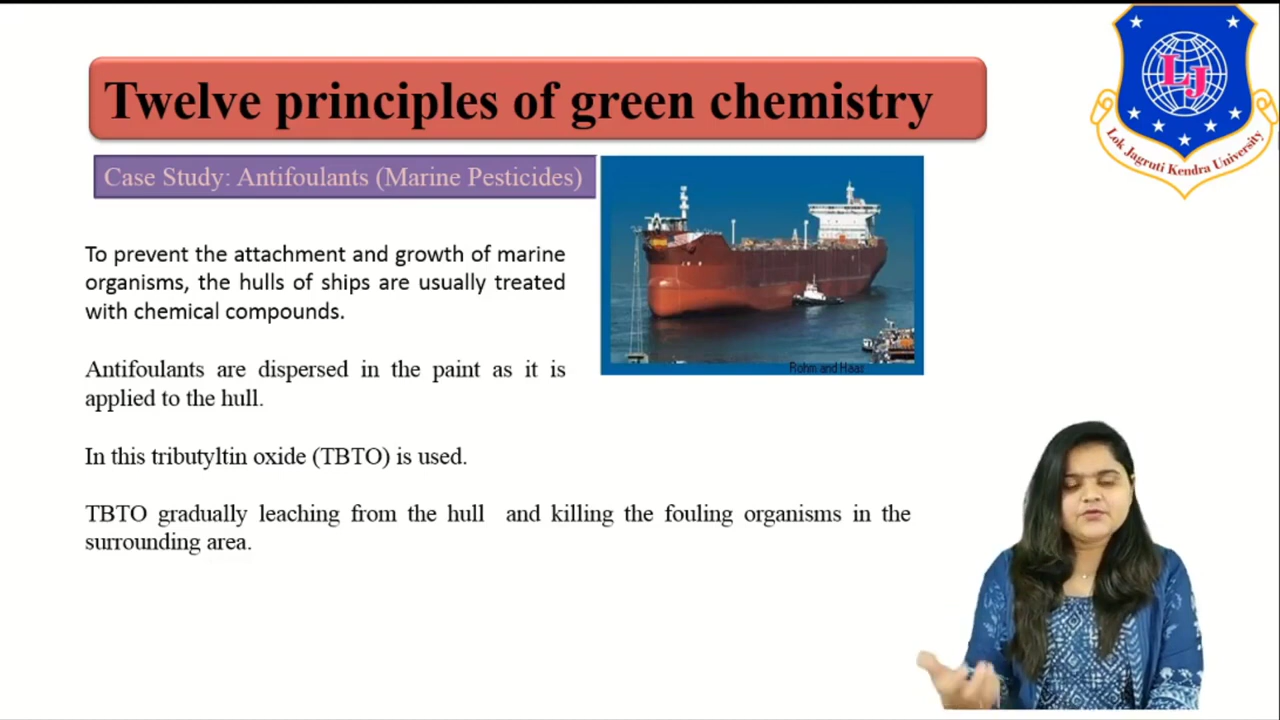 Twelve principles of green chemistry
LJ
Lok Jagruti Kendra University
Case Study: Antifoulants (Marine Pesticides)
To prevent the attachment and growth of marine
organisms, the hulls of ships are usually treated
with chemical compounds.
Rohm and Haas
Antifoulants are dispersed in the paint as it is
applied to the hull.
In this tributyltin oxide (TBTO) is used.
TBTO gradually leaching from the hull and killing the fouling organisms in the
surrounding area.